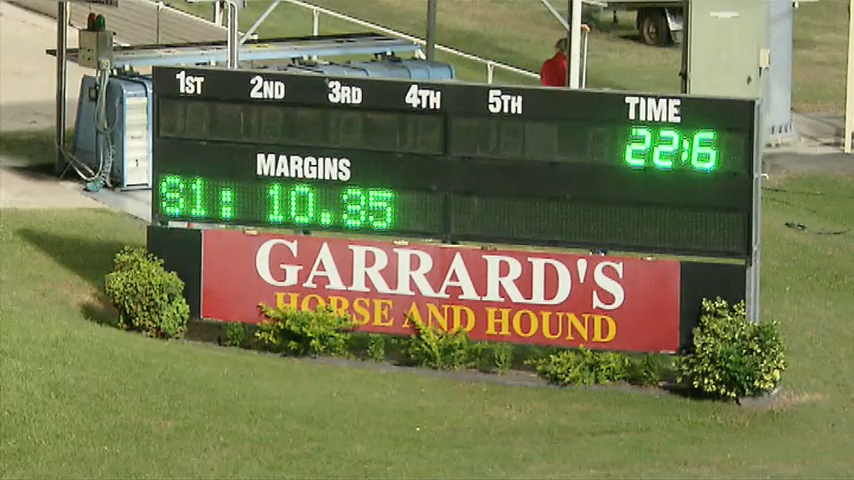 1ST 2ND 3RD 4TH 5TH TIME
22:6
MARGINS
S1: 10.35
GARRARD'S
HORSE AND HOUND